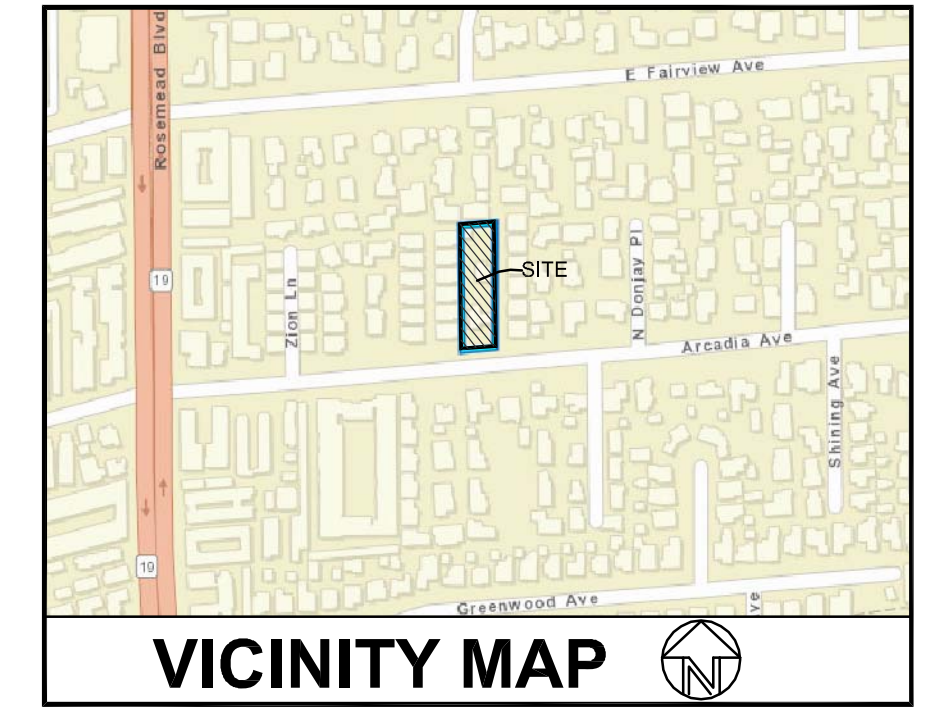 Rosemead Blvd
E Fairview Ave
19
SITE
Zion Ln
N Donjay Pl
Arcadia Ave
Shining Ave
19
Greenwood Ave
ve
VICINITY MAP
N